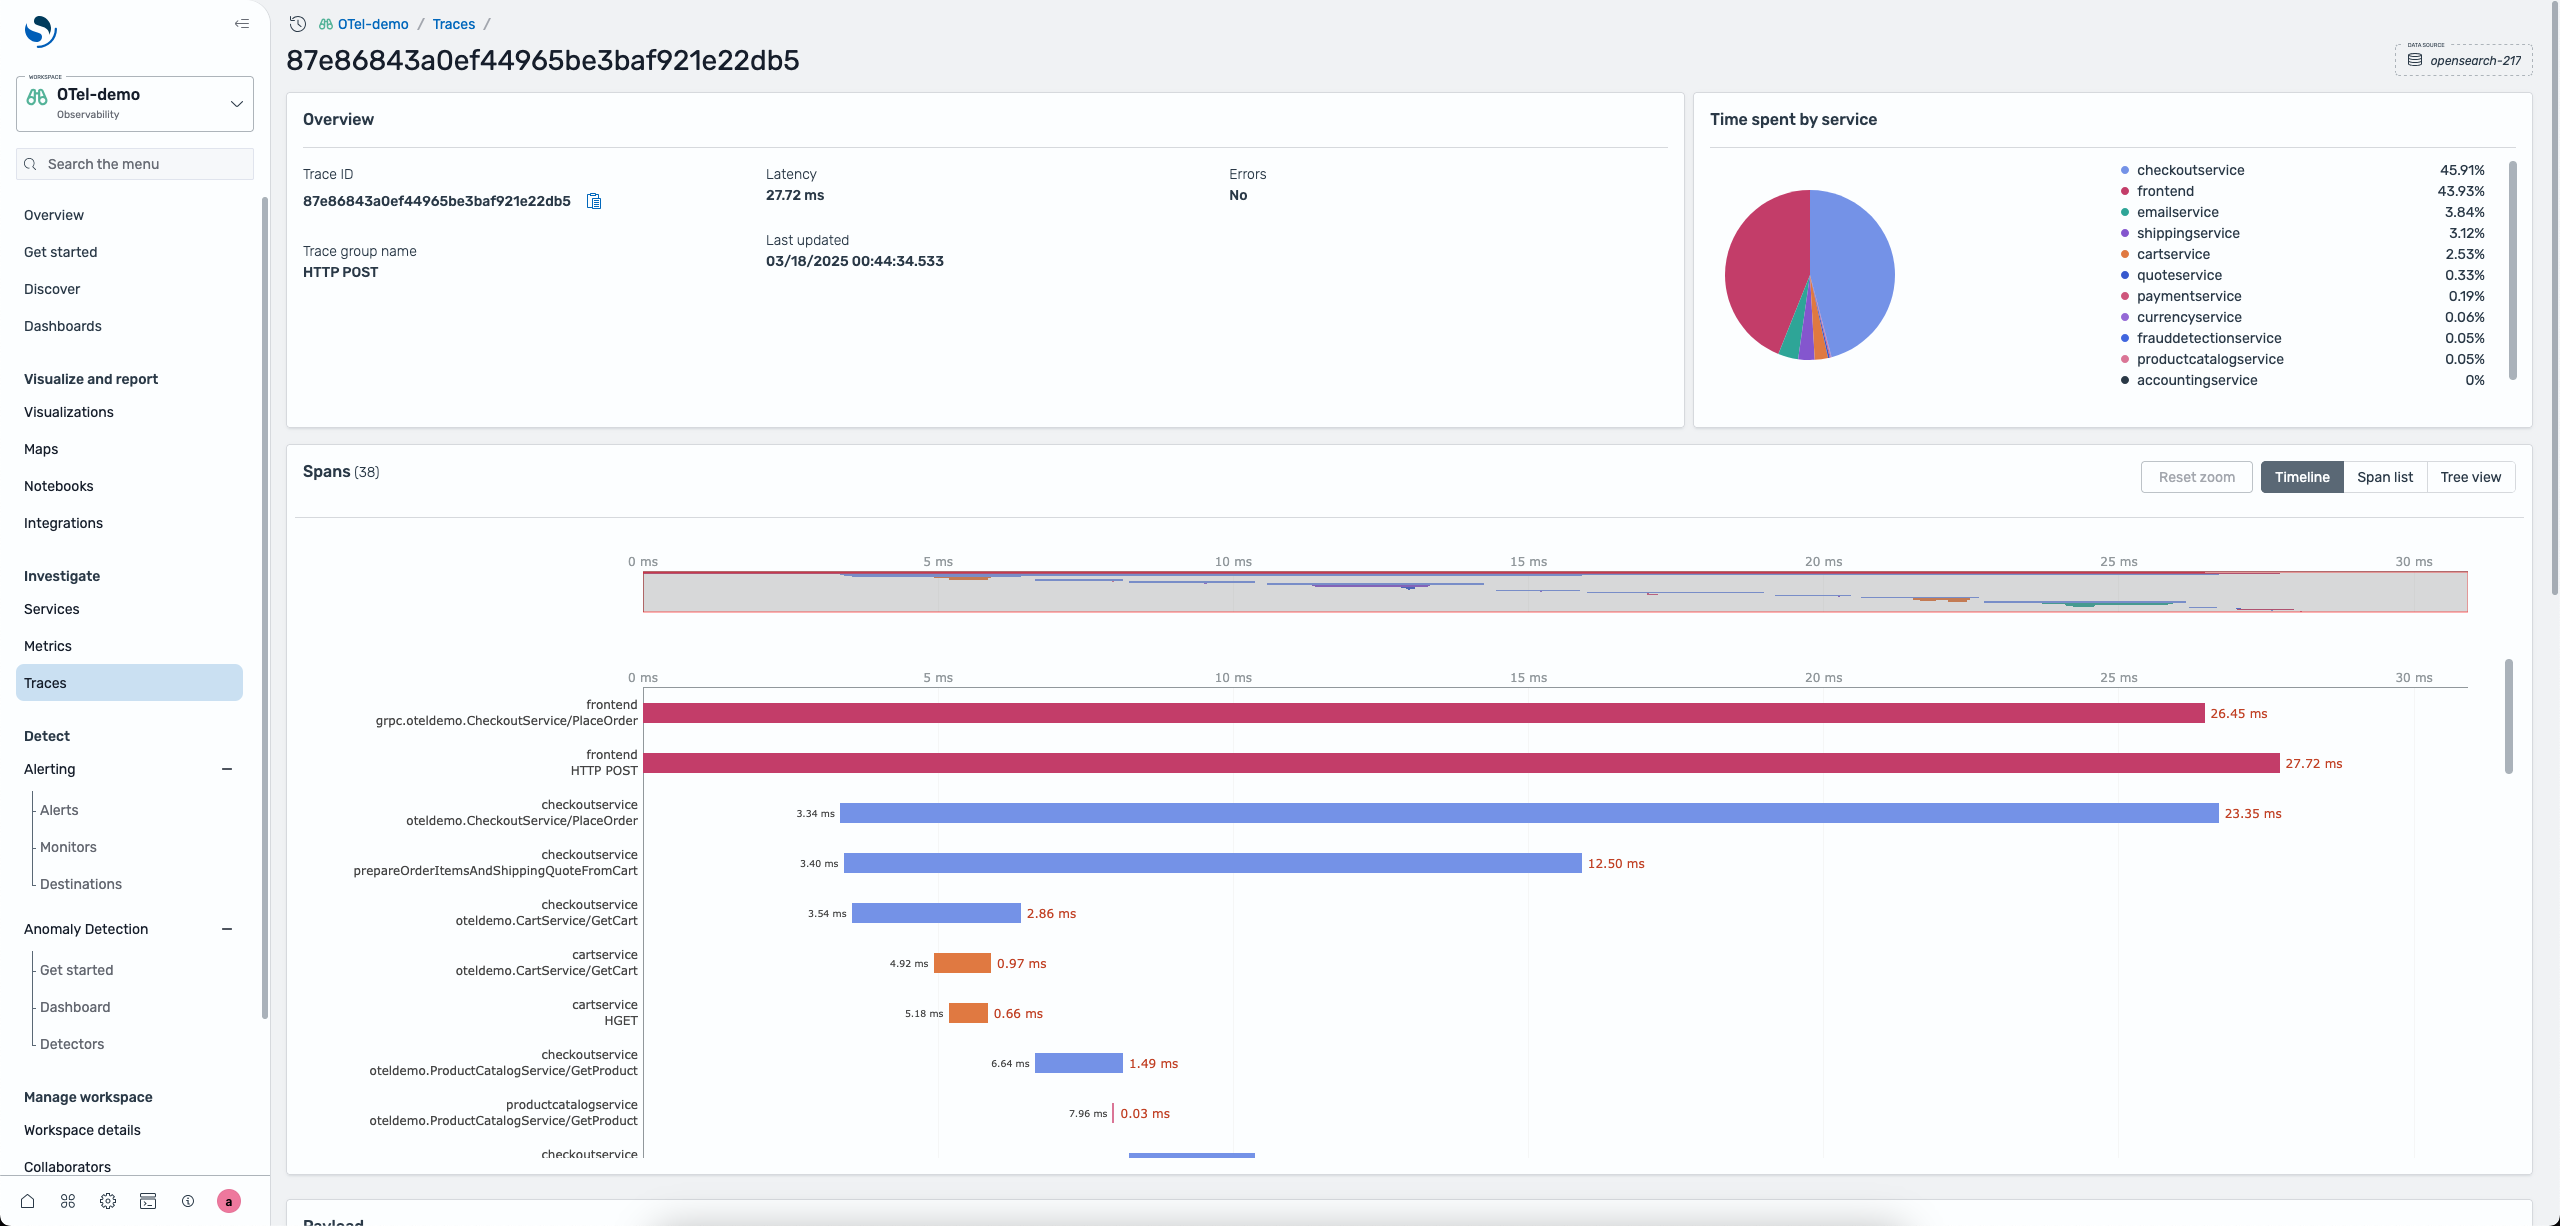 WORKSPACE
OTel-demo
Observability
Search the menu
Overview
Get started
Discover
Dashboards
Visualize and report
Visualizations
Maps
Notebooks
Integrations
Investigate
Services
Metrics
Traces
Detect
Alerting
Alerts
Monitors
Destinations
Anomaly Detection
Get started
Dashboard
Detectors
Manage workspace
Workspace details
Collaborators
a
OTel-demo / Traces /
87e86843a0ef44965be3baf921e22db5
DATA SOURCE
opensearch-217
Overview
Trace ID
87e86843a0ef44965be3baf921e22db5
Trace group name
HTTP POST
Latency
27.72 ms
Last updated
03/18/2025 00:44:34.533
Errors
No
Time spent by service
checkoutservice 45.91%
frontend 43.93%
emailservice 3.84%
shippingservice 3.12%
cartservice 2.53%
quoteservice 0.33%
paymentservice 0.19%
currencyservice 0.06%
frauddetectionservice 0.05%
productcatalogservice 0.05%
accountingservice 0%
Spans (38)
Reset zoom
Timeline
Span list
Tree view
0 ms 5 ms 10 ms 15 ms 20 ms 25 ms 30 ms
0 ms 5 ms 10 ms 15 ms 20 ms 25 ms 30 ms
frontend
grpc.oteldemo.CheckoutService/PlaceOrder
26.45 ms
frontend
HTTP POST
27.72 ms
checkoutservice
oteldemo.CheckoutService/PlaceOrder
3.34 ms
23.35 ms
checkoutservice
prepareOrderItemsAndShippingQuoteFromCart
3.40 ms
12.50 ms
checkoutservice
oteldemo.CartService/GetCart
3.54 ms
2.86 ms
cartservice
oteldemo.CartService/GetCart
4.92 ms
0.97 ms
cartservice
HGET
5.18 ms
0.66 ms
checkoutservice
oteldemo.ProductCatalogService/GetProduct
6.64 ms
1.49 ms
productcatalogservice
oteldemo.ProductCatalogService/GetProduct
7.96 ms
0.03 ms
checkoutservice
Payload